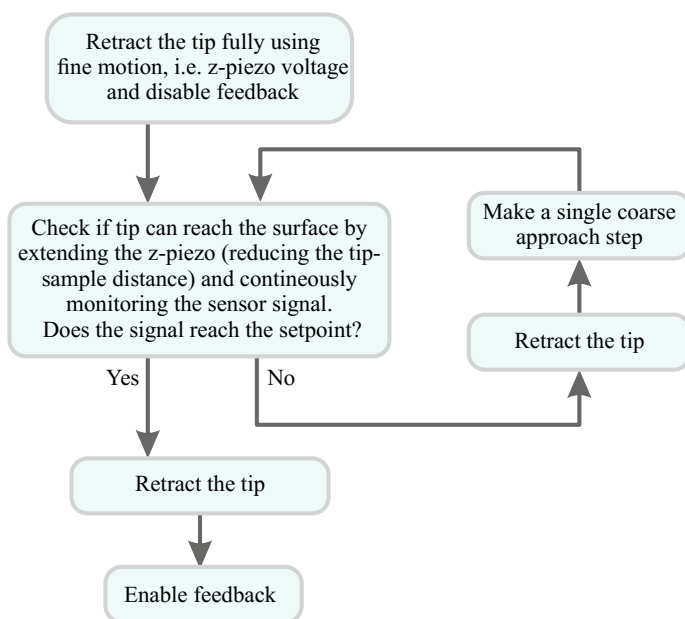 Retract the tip fully using
fine motion, i.e. z-piezo voltage
and disable feedback
Check if tip can reach the surface by
extending the z-piezo (reducing the tip-
sample distance) and contineously
monitoring the sensor signal.
Does the signal reach the setpoint?
Make a single coarse
approach step
Retract the tip
Yes
No
Retract the tip
Enable feedback